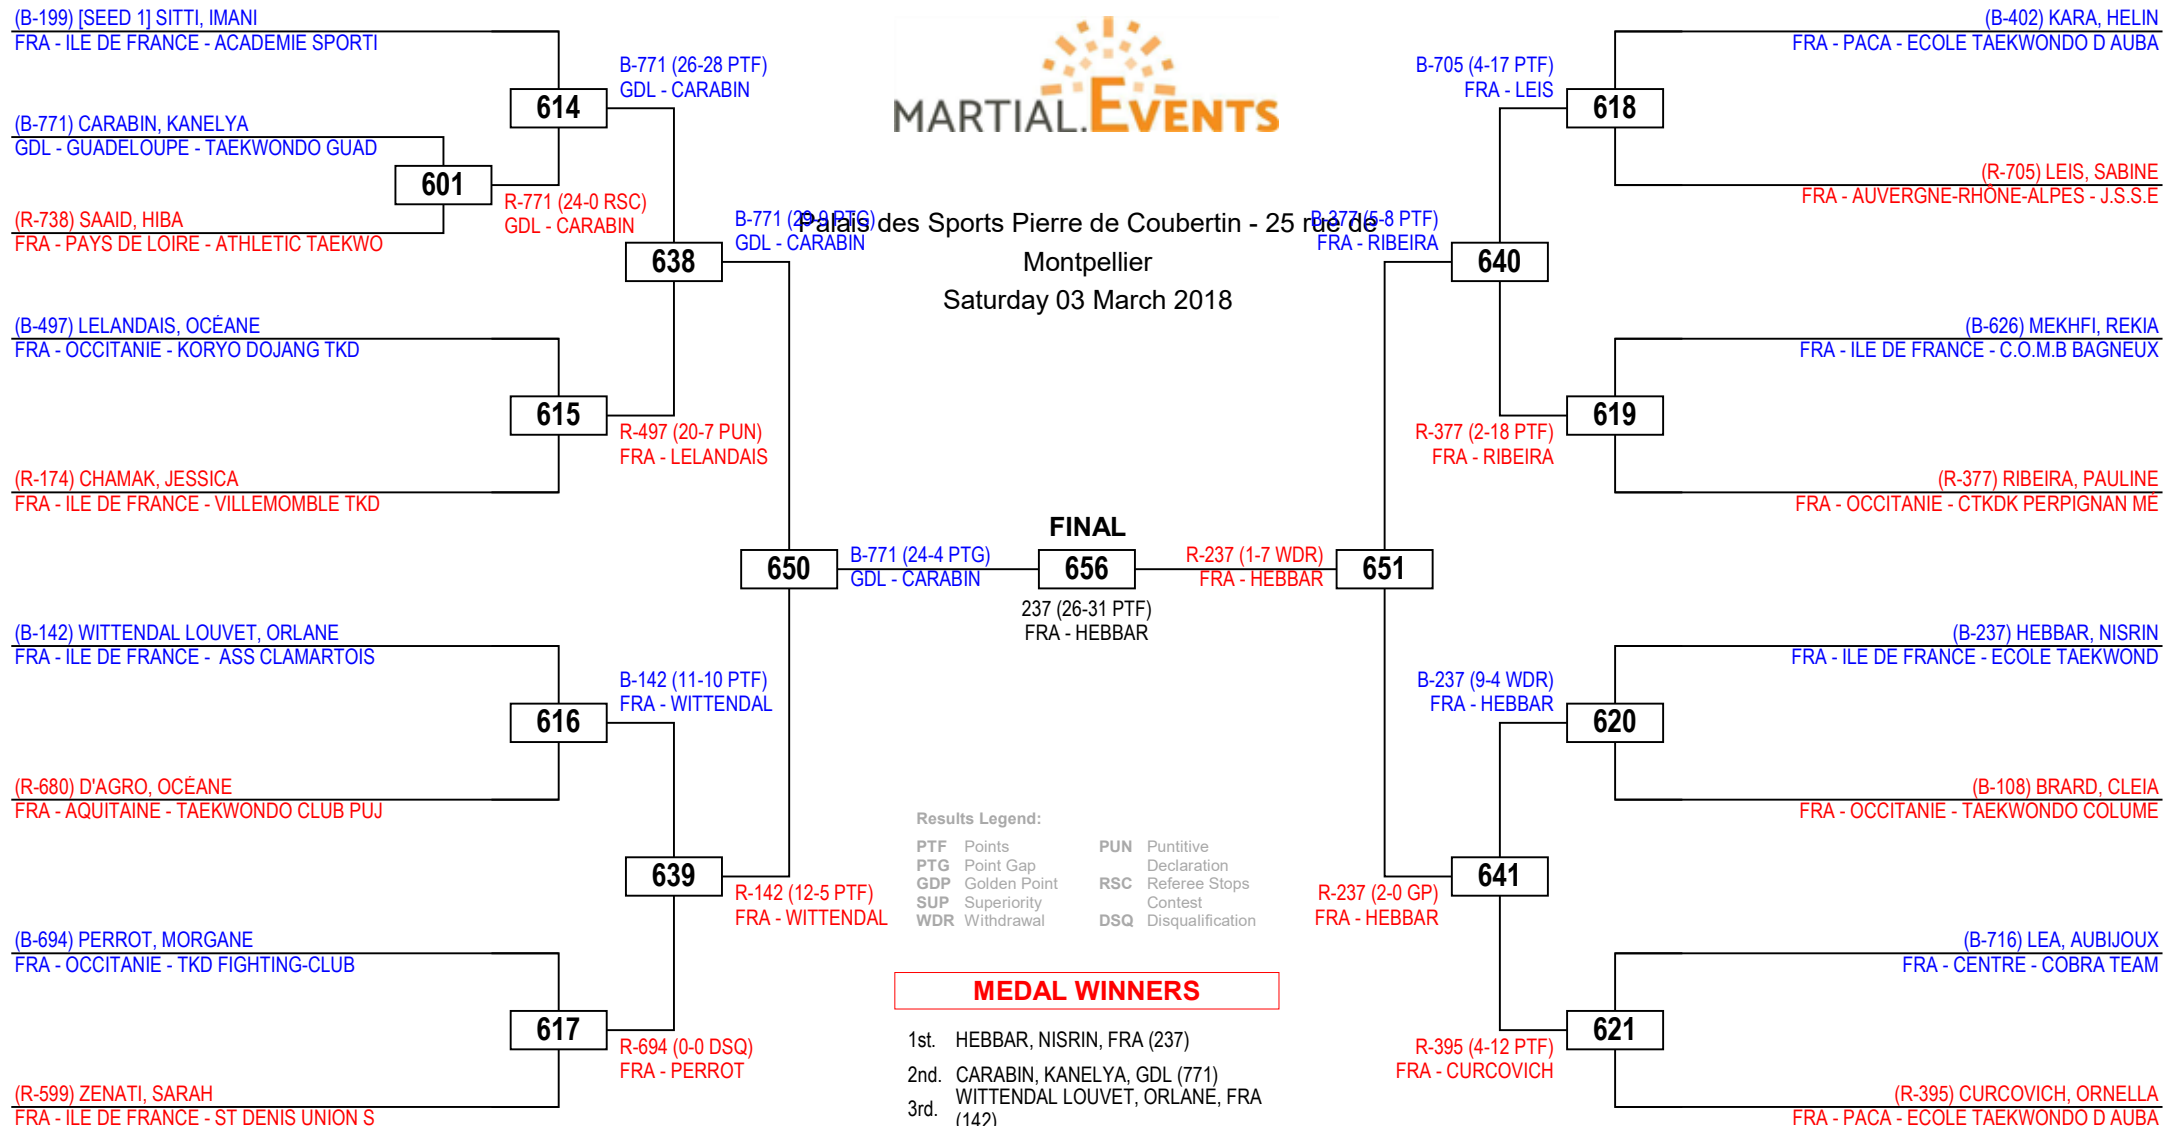 (B-199) [SEED 1] SITTI, IMANI
FRA - ILE DE FRANCE - ACADEMIE SPORTI
(B-771) CARABIN, KANELYA
GDL - GUADELOUPE - TAEKWONDO GUAD
601
(R-738) SAAID, HIBA
FRA - PAYS DE LOIRE - ATHLETIC TAEKWO
614
R-771 (24-0 RSC)
GDL - CARABIN
B-771 (26-28 PTF)
GDL - CARABIN
638
(B-497) LELANDAIS, OCÉANE
FRA - OCCITANIE - KORYO DOJANG TKD
615
(R-174) CHAMAK, JESSICA
FRA - ILE DE FRANCE - VILLEMOMBLE TKD
R-497 (20-7 PUN)
FRA - LELANDAIS
B-771 (29-9 PTG)
GDL - CARABIN
650
(B-142) WITTENDAL LOUVET, ORLANE
FRA - ILE DE FRANCE - ASS CLAMARTOIS
616
(R-680) D'AGRO, OCÉANE
FRA - AQUITAINE - TAEKWONDO CLUB PUJ
B-142 (11-10 PTF)
FRA - WITTENDAL
639
R-142 (12-5 PTF)
FRA - WITTENDAL
(B-694) PERROT, MORGANE
FRA - OCCITANIE - TKD FIGHTING-CLUB
617
(R-599) ZENATI, SARAH
FRA - ILE DE FRANCE - ST DENIS UNION S
R-694 (0-0 DSQ)
FRA - PERROT
MARTIAL.EVENTS
Palais des Sports Pierre de Coubertin - 25 rue de
Montpellier
Saturday 03 March 2018
B-771 (24-4 PTG)
GDL - CARABIN
FINAL
656
237 (26-31 PTF)
FRA - HEBBAR
R-237 (1-7 WDR)
FRA - HEBBAR
651
Results Legend:
PTF Points
PTG Point Gap
GDP Golden Point
SUP Superiority
WDR Withdrawal
PUN Puntitive
Declaration
RSC Referee Stops
Contest
DSQ Disqualification
MEDAL WINNERS
1st. HEBBAR, NISRIN, FRA (237)
2nd. CARABIN, KANELYA, GDL (771)
3rd. WITTENDAL LOUVET, ORLANE, FRA
(142)
(B-402) KARA, HELIN
FRA - PACA - ECOLE TAEKWONDO D AUBA
B-705 (4-17 PTF)
FRA - LEIS
618
(R-705) LEIS, SABINE
FRA - AUVERGNE-RHÔNE-ALPES - J.S.S.E
B-377 (5-8 PTF)
FRA - RIBEIRA
640
(B-626) MEKHFI, REKIA
FRA - ILE DE FRANCE - C.O.M.B BAGNEUX
619
R-377 (2-18 PTF)
FRA - RIBEIRA
(R-377) RIBEIRA, PAULINE
FRA - OCCITANIE - CTKDK PERPIGNAN MÉ
(B-237) HEBBAR, NISRIN
FRA - ILE DE FRANCE - ECOLE TAEKWOND
B-237 (9-4 WDR)
FRA - HEBBAR
620
(B-108) BRARD, CLEIA
FRA - OCCITANIE - TAEKWONDO COLUME
641
R-237 (2-0 GP)
FRA - HEBBAR
(B-716) LEA, AUBIJOUX
FRA - CENTRE - COBRA TEAM
621
R-395 (4-12 PTF)
FRA - CURCOVICH
(R-395) CURCOVICH, ORNELLA
FRA - PACA - ECOLE TAEKWONDO D AUBA